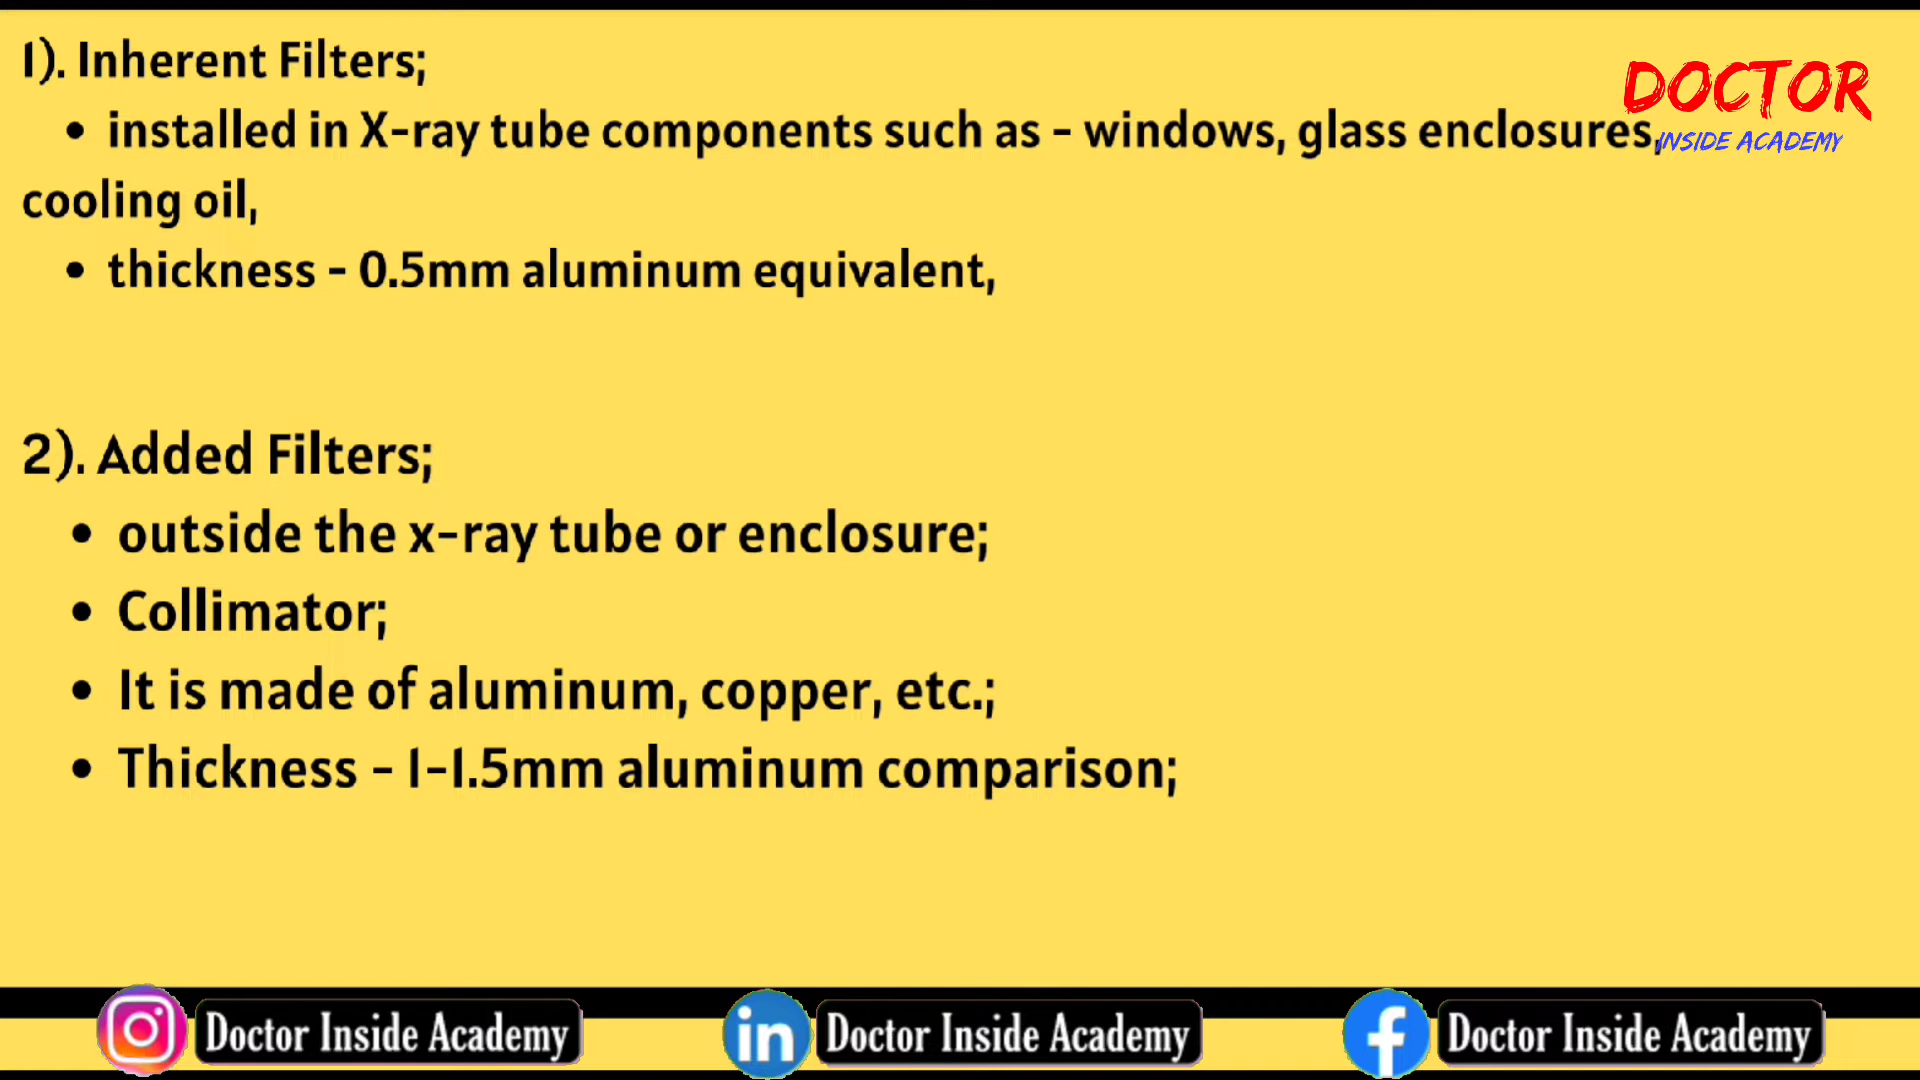 1). Inherent Filters;
• installed in X-ray tube components such as - windows, glass enclosures,
cooling oil,
• thickness - 0.5mm aluminum equivalent,
2). Added Filters;
• outside the x-ray tube or enclosure;
• Collimator;
• It is made of aluminum, copper, etc.;
• Thickness - 1-1.5mm aluminum comparison;
DOCTOR
INSIDE ACADEMY
Doctor Inside Academy
in Doctor Inside Academy
f Doctor Inside Academy